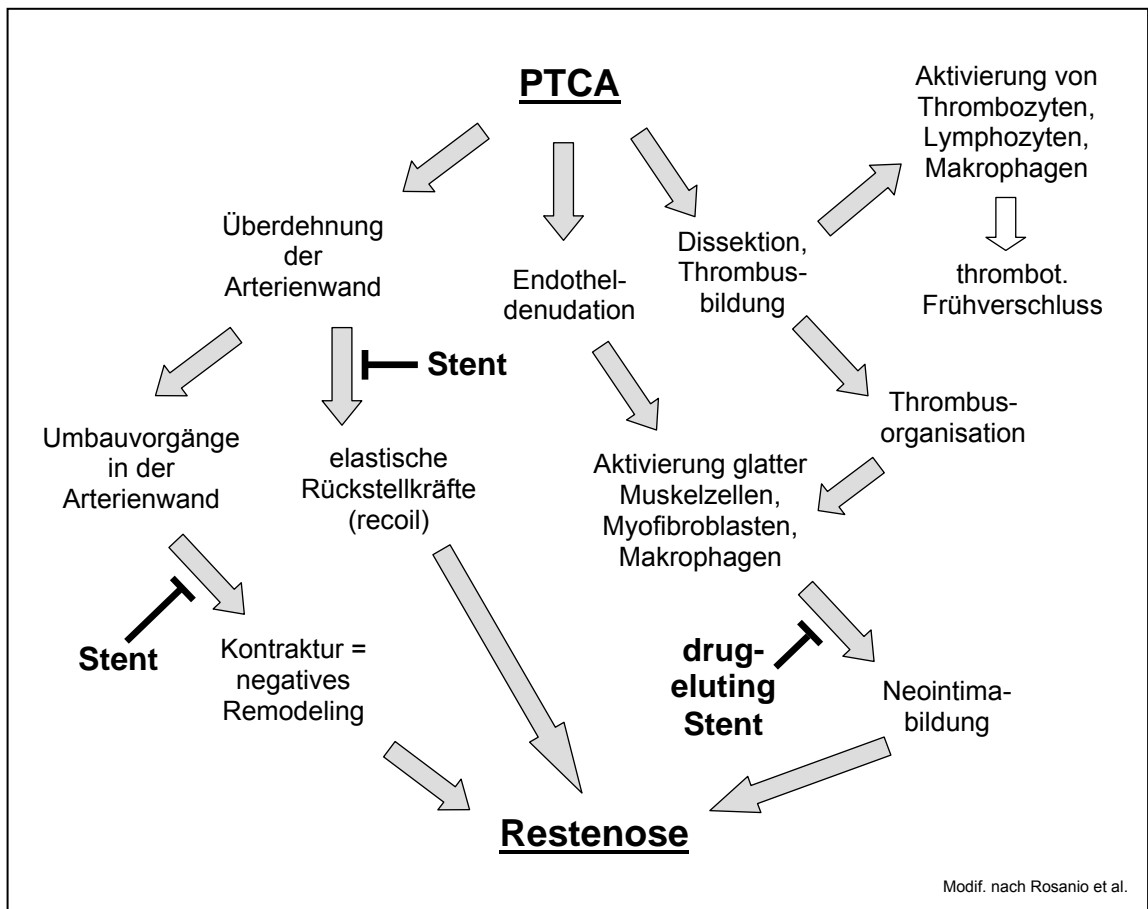 PTCA
Aktivierung von
Thrombozyten,
Lymphozyten,
Makrophagen
Überdehnung
der
Arterienwand
Endothel-
denudation
Dissektion,
Thrombus-
bildung
thrombot.
Frühverschluss
Stent
Umbauvorgänge
in der
Arterienwand
elastische
Rückstellkräfte
(recoil)
Aktivierung glatter
Muskelzellen,
Myofibroblasten,
Makrophagen
Thrombus-
organisation
Stent
Kontraktur =
negatives
Remodeling
drug-
eluting
Stent
Neointima-
bildung
Restenose
Modif. nach Rosanio et al.